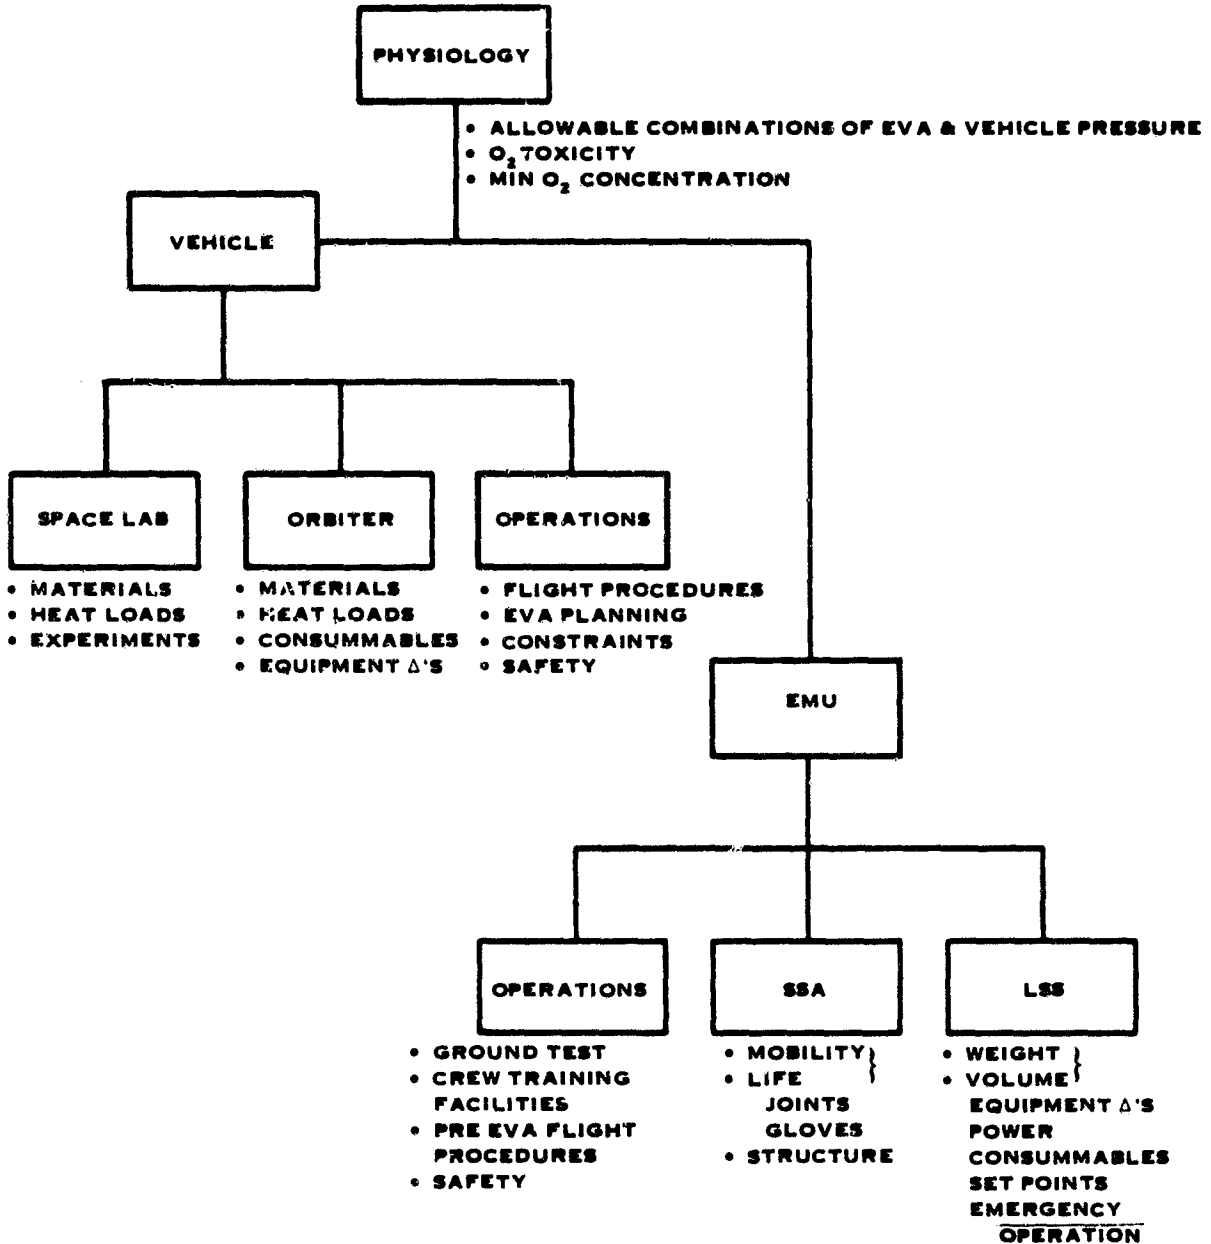 PHYSIOLOGY
• ALLOWABLE COMBINATIONS OF EVA & VEHICLE PRESSURE
• O₂ TOXICITY
• MIN O₂ CONCENTRATION
VEHICLE
SPACE LAB
• MATERIALS
• HEAT LOADS
• EXPERIMENTS
ORBITER
• MATERIALS
• HEAT LOADS
• CONSUMMABLES
• EQUIPMENT Δ'S
OPERATIONS
• FLIGHT PROCEDURES
• EVA PLANNING
• CONSTRAINTS
• SAFETY
EMU
OPERATIONS
• GROUND TEST
• CREW TRAINING
FACILITIES
• PRE EVA FLIGHT
PROCEDURES
• SAFETY
SSA
• MOBILITY }
• LIFE
JOINTS
GLOVES
• STRUCTURE
LSS
• WEIGHT }
• VOLUME
EQUIPMENT Δ'S
POWER
CONSUMMABLES
SET POINTS
EMERGENCY
OPERATION